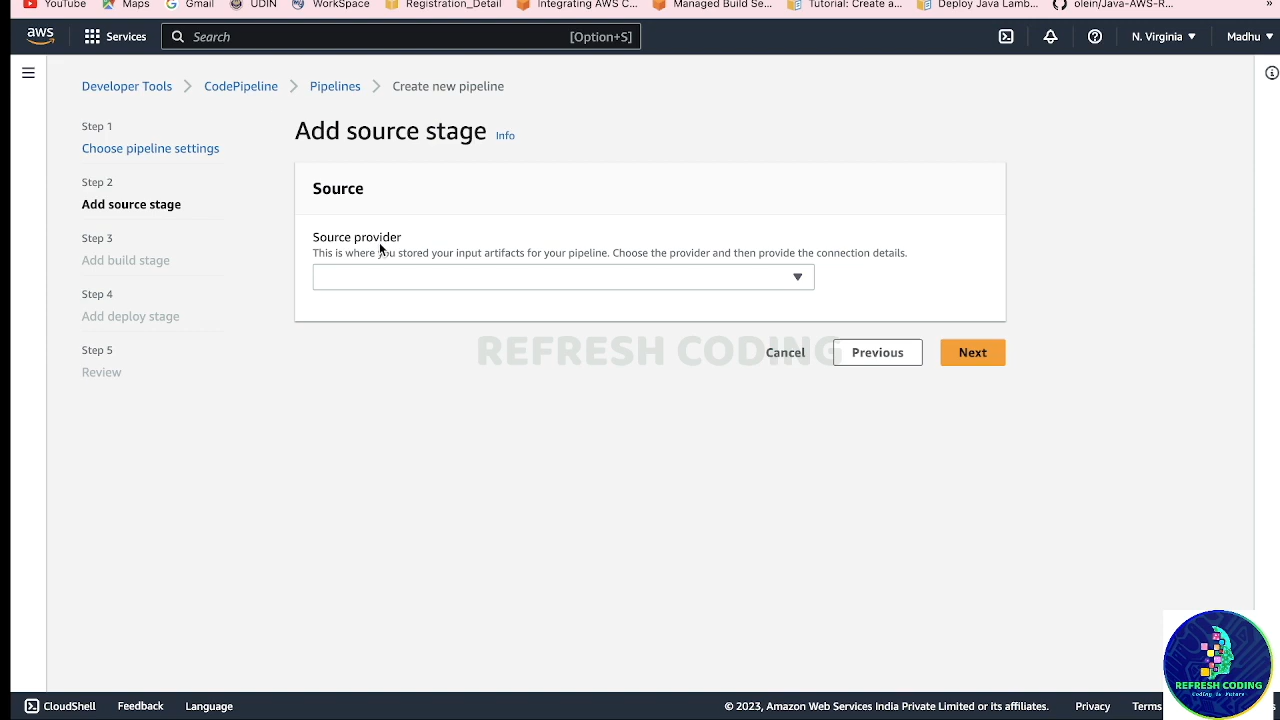 YouTube Maps Gmail UDIN WorkSpace Registration_Detail Integrating AWS C... Managed Build Se... Tutorial: Create a... Deploy Java Lamb... olein/Java-AWS-R... »
aws Services Search [Option+S] N. Virginia Madhu
Developer Tools CodePipeline Pipelines Create new pipeline
Step 1
Choose pipeline settings
Step 2
Add source stage
Step 3
Add build stage
Step 4
Add deploy stage
Step 5
Review
Add source stage Info
Source
Source provider
This is where you stored your input artifacts for your pipeline. Choose the provider and then provide the connection details.
REFRESH CODING
Cancel Previous Next
REFRESH CODING
Coding Is Future
CloudShell Feedback Language © 2023, Amazon Web Services India Private Limited or its affiliates. Privacy Terms